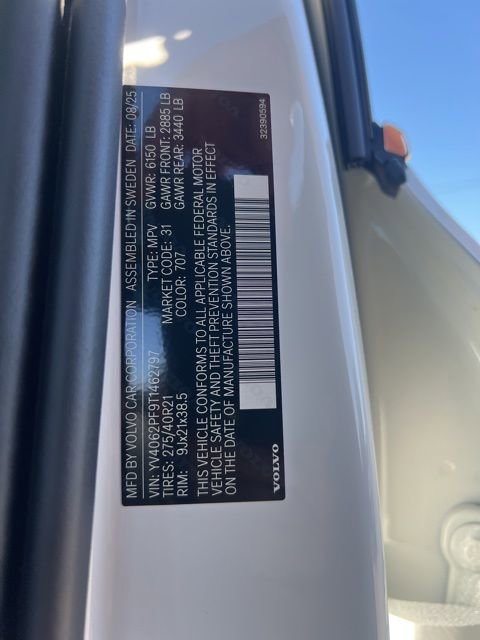 MFD BY VOLVO CAR CORPORATION ASSEMBLED IN SWEDEN DATE: 08/25
VIN: YV4062PF9T1462797 TYPE: MPV GVWR: 6150 LB
TIRES: 275/40R21 MARKET CODE: 31 GAWR FRONT: 2885 LB
RIM: 9Jx21x38.5 COLOR: 707 GAWR REAR: 3440 LB
THIS VEHICLE CONFORMS TO ALL APPLICABLE FEDERAL MOTOR
VEHICLE SAFETY AND THEFT PREVENTION STANDARDS IN EFFECT
ON THE DATE OF MANUFACTURE SHOWN ABOVE.
VOLVO 32390594